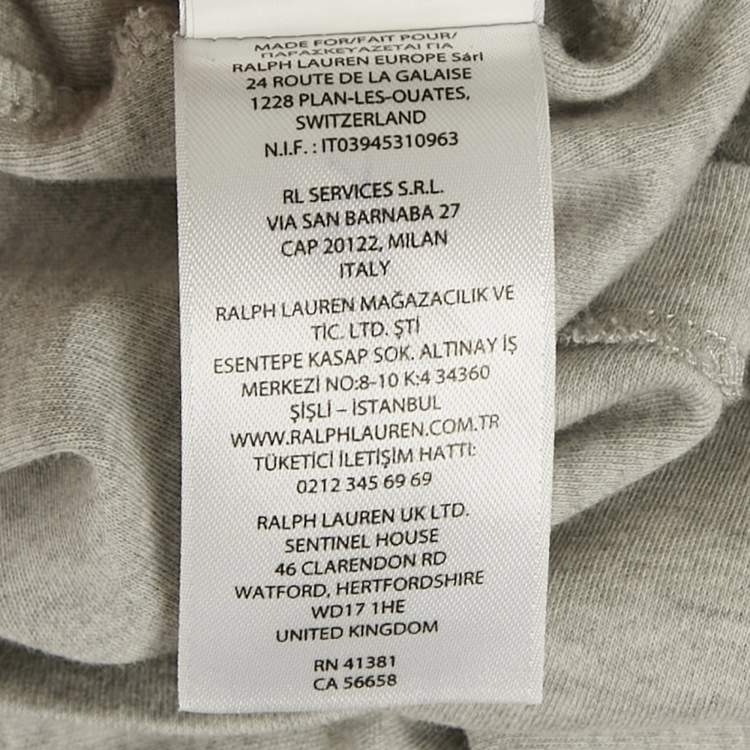 MADE FOR/FAIT POUR/
ΠΑΡΑΣΚΕΥΑΖΕΤΑΙ ΓΙΑ
RALPH LAUREN EUROPE Sárl
24 ROUTE DE LA GALAISE
1228 PLAN-LES-OUATES,
SWITZERLAND
N.I.F. : IT03945310963
RL SERVICES S.R.L.
VIA SAN BARNABA 27
CAP 20122, MILAN
ITALY
RALPH LAUREN MAĞAZACILIK VE
TİC. LTD. ŞTİ
ESENTEPE KASAP SOK. ALTINAY İŞ
MERKEZİ NO:8-10 K:4 34360
ŞİŞLİ – İSTANBUL
WWW.RALPHLAUREN.COM.TR
TÜKETİCİ İLETİŞİM HATTI:
0212 345 69 69
RALPH LAUREN UK LTD.
SENTINEL HOUSE
46 CLARENDON RD
WATFORD, HERTFORDSHIRE
WD17 1HE
UNITED KINGDOM
RN 41381
CA 56658